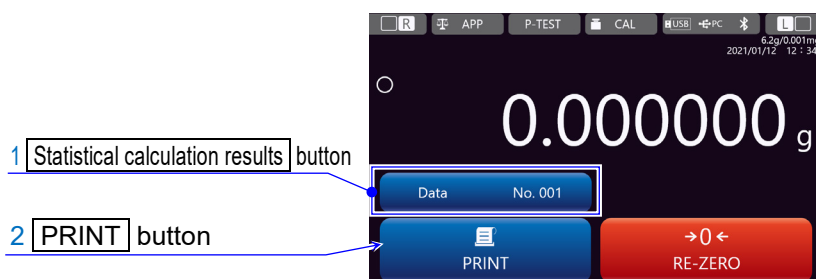 R APP P-TEST CAL USB PC L
6.2g/0.001mg
2021/01/12 12:34
0.000000 g
1 Statistical calculation results button
Data No. 001
2 PRINT button
PRINT
→0← RE-ZERO